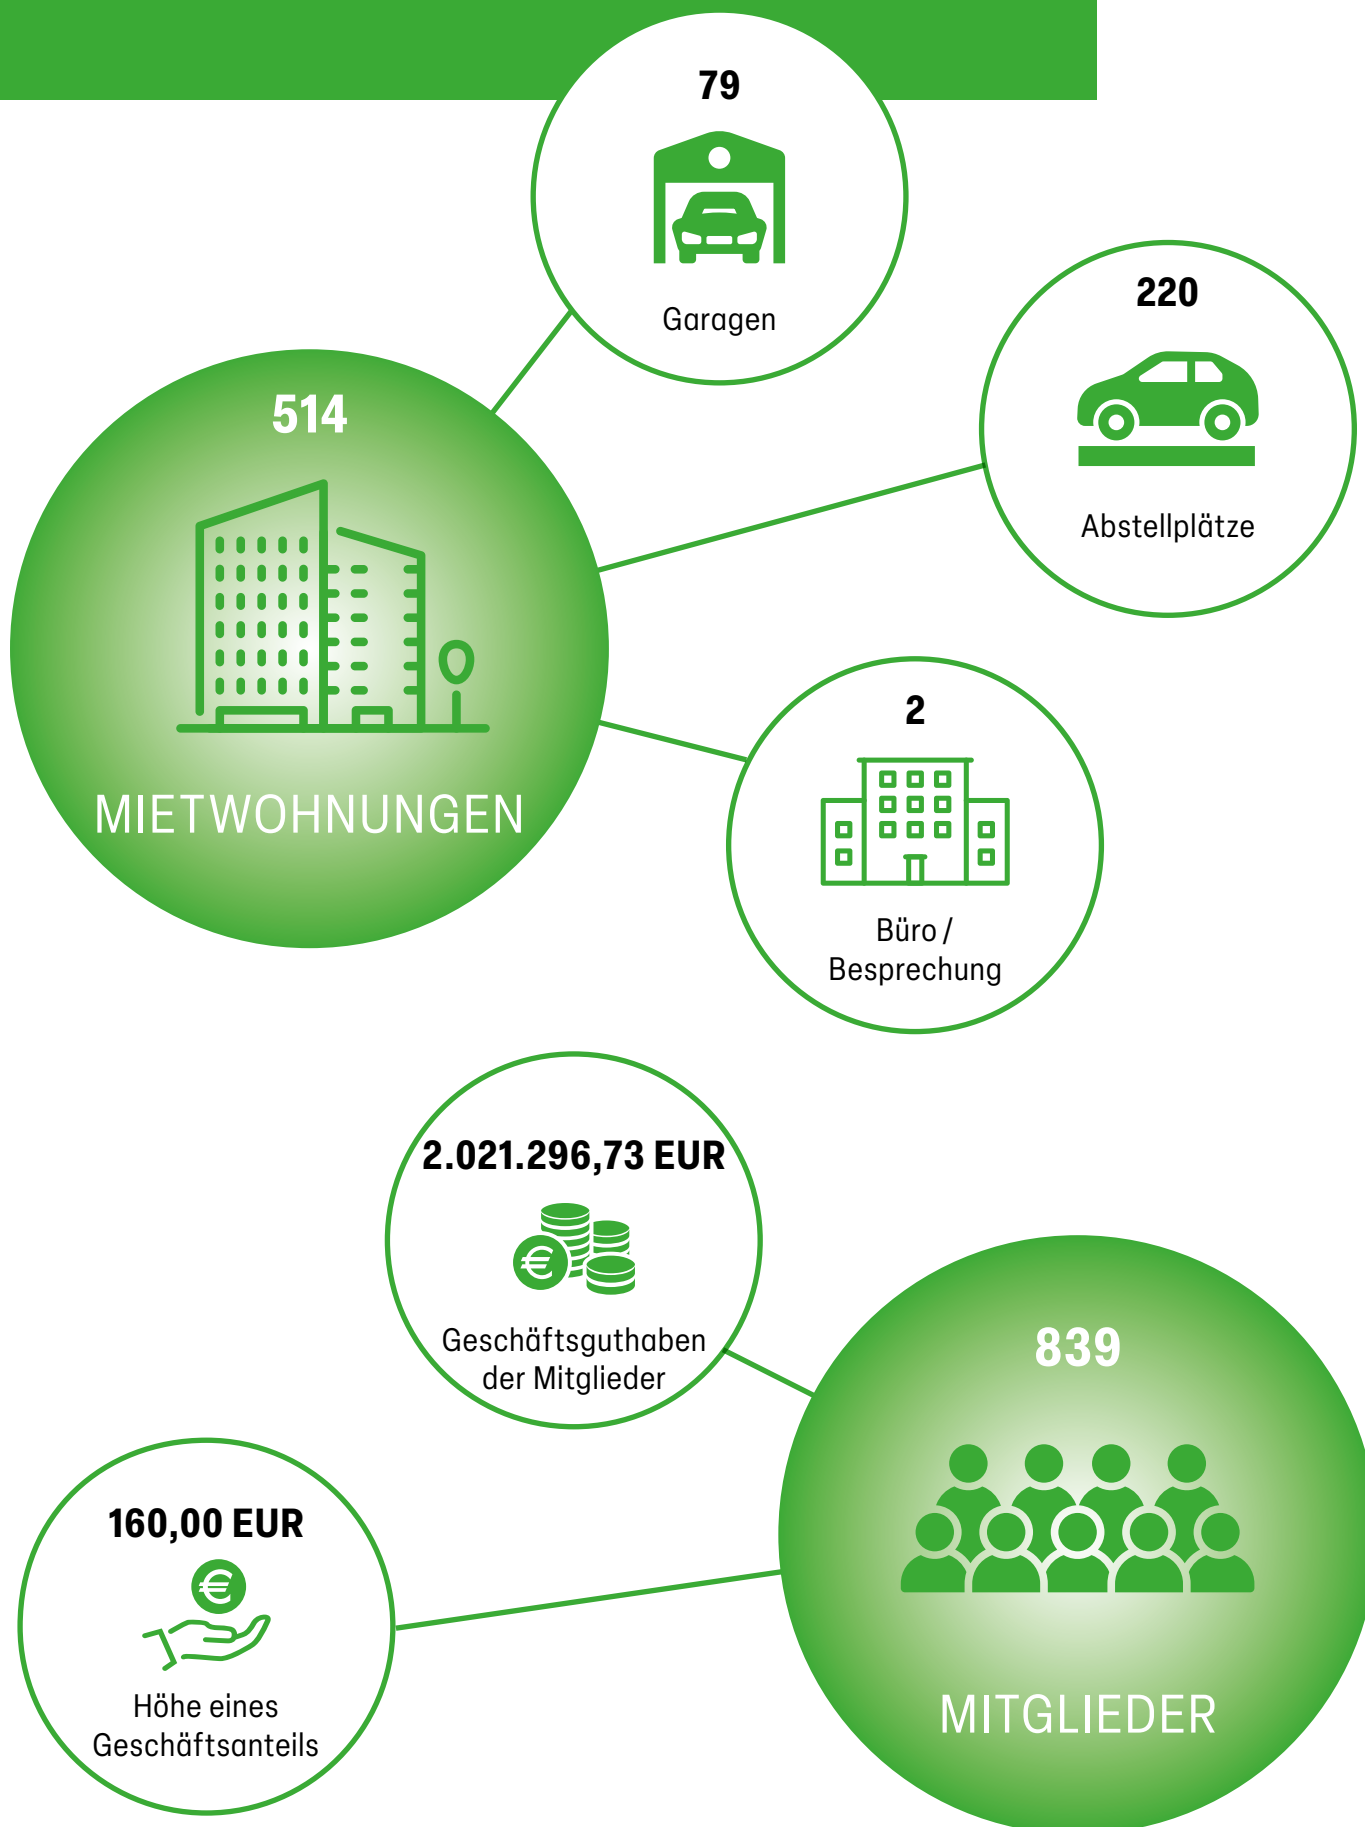 79
Garagen
220
Abstellplätze
514
MIETWOHNUNGEN
2
Büro /
Besprechung
2.021.296,73 EUR
Geschäftsguthaben
der Mitglieder
839
MITGLIEDER
160,00 EUR
Höhe eines
Geschäftsanteils